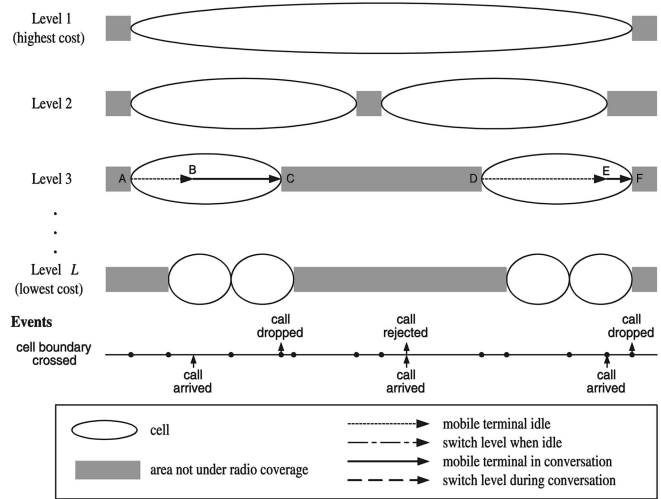 Level 1
(highest cost)
Level 2
Level 3
A
B
C
D
E
F
Level L
(lowest cost)
Events
call
dropped
call
rejected
call
dropped
cell boundary
crossed
call
arrived
call
arrived
call
arrived
cell
area not under radio coverage
mobile terminal idle
switch level when idle
mobile terminal in conversation
switch level during conversation